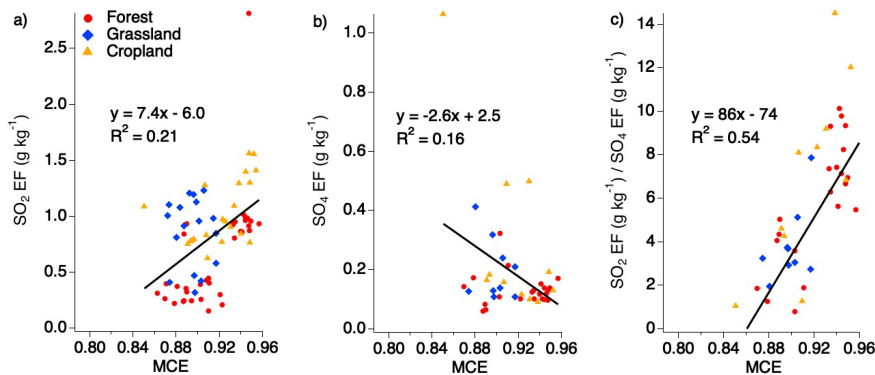 a)
Forest
Grassland
Cropland
SO2 EF (g kg-1)
2.5
2.0
1.5
1.0
0.5
0.0
y = 7.4x - 6.0
R2 = 0.21
0.80 0.84 0.88 0.92 0.96
MCE
b)
SO4 EF (g kg-1)
1.0
0.8
0.6
0.4
0.2
0.0
y = -2.6x + 2.5
R2 = 0.16
0.80 0.84 0.88 0.92 0.96
MCE
c)
SO2 EF (g kg-1) / SO4 EF (g kg-1)
14
12
10
8
6
4
2
0
y = 86x - 74
R2 = 0.54
0.80 0.84 0.88 0.92 0.96
MCE